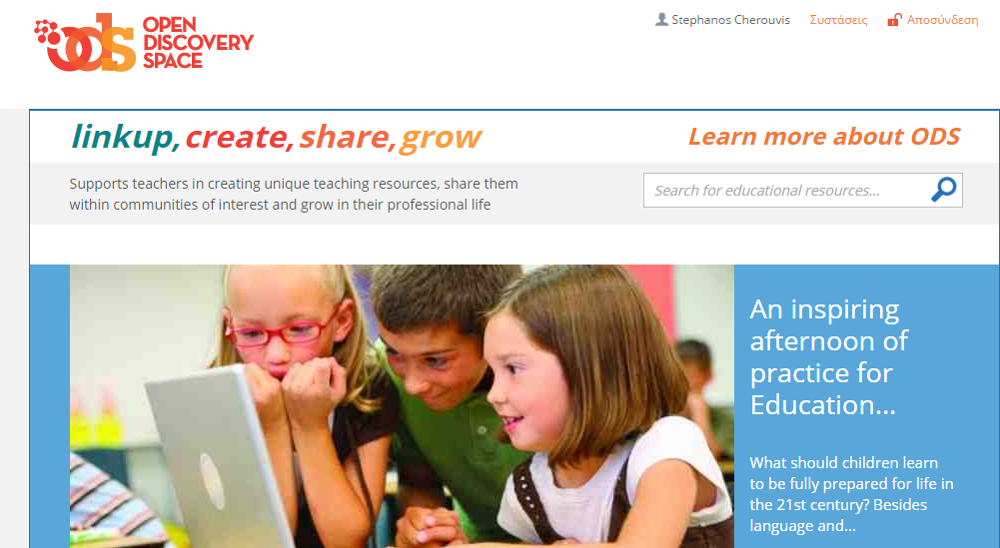 ods OPEN
DISCOVERY
SPACE
Stephanos Cherouvis Συστάσεις Αποσύνδεση
linkup, create, share, grow
Learn more about ODS
Supports teachers in creating unique teaching resources, share them
within communities of interest and grow in their professional life
Search for educational resources...
An inspiring
afternoon of
practice for
Education...
What should children learn
to be fully prepared for life in
the 21st century? Besides
language and...